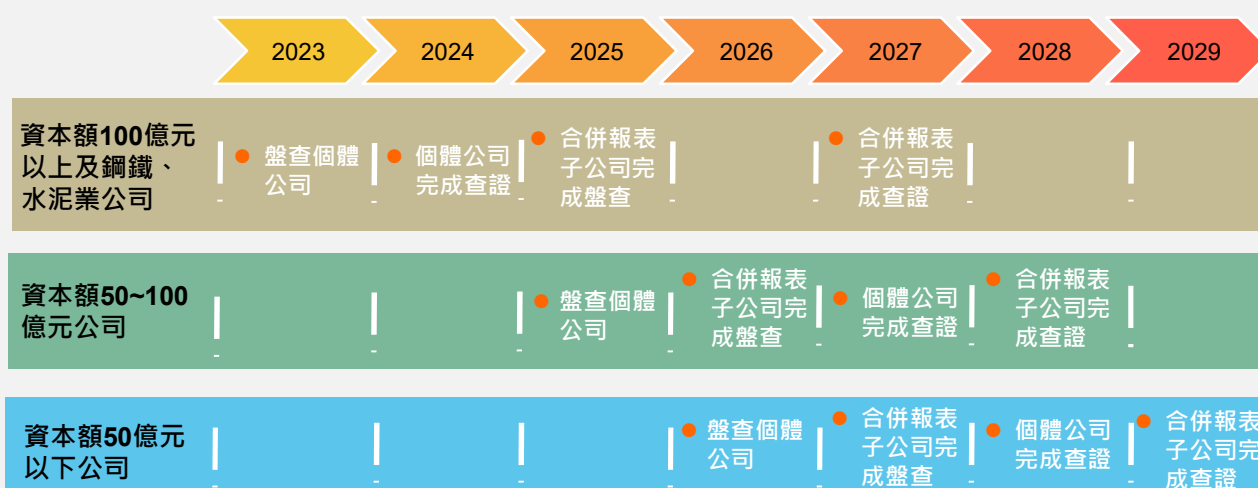 2023
2024
2025
2026
2027
2028
2029
資本額100億元
以上及鋼鐵、
水泥業公司
盤查個體
公司
個體公司
完成查證
合併報表
子公司完
成盤查
合併報表
子公司完
成查證
資本額50~100
億元公司
盤查個體
公司
合併報表
子公司完
成盤查
個體公司
完成查證
合併報表
子公司完
成查證
資本額50億元
以下公司
盤查個體
公司
合併報表
子公司完
成盤查
個體公司
完成查證
合併報表
子公司完
成查證